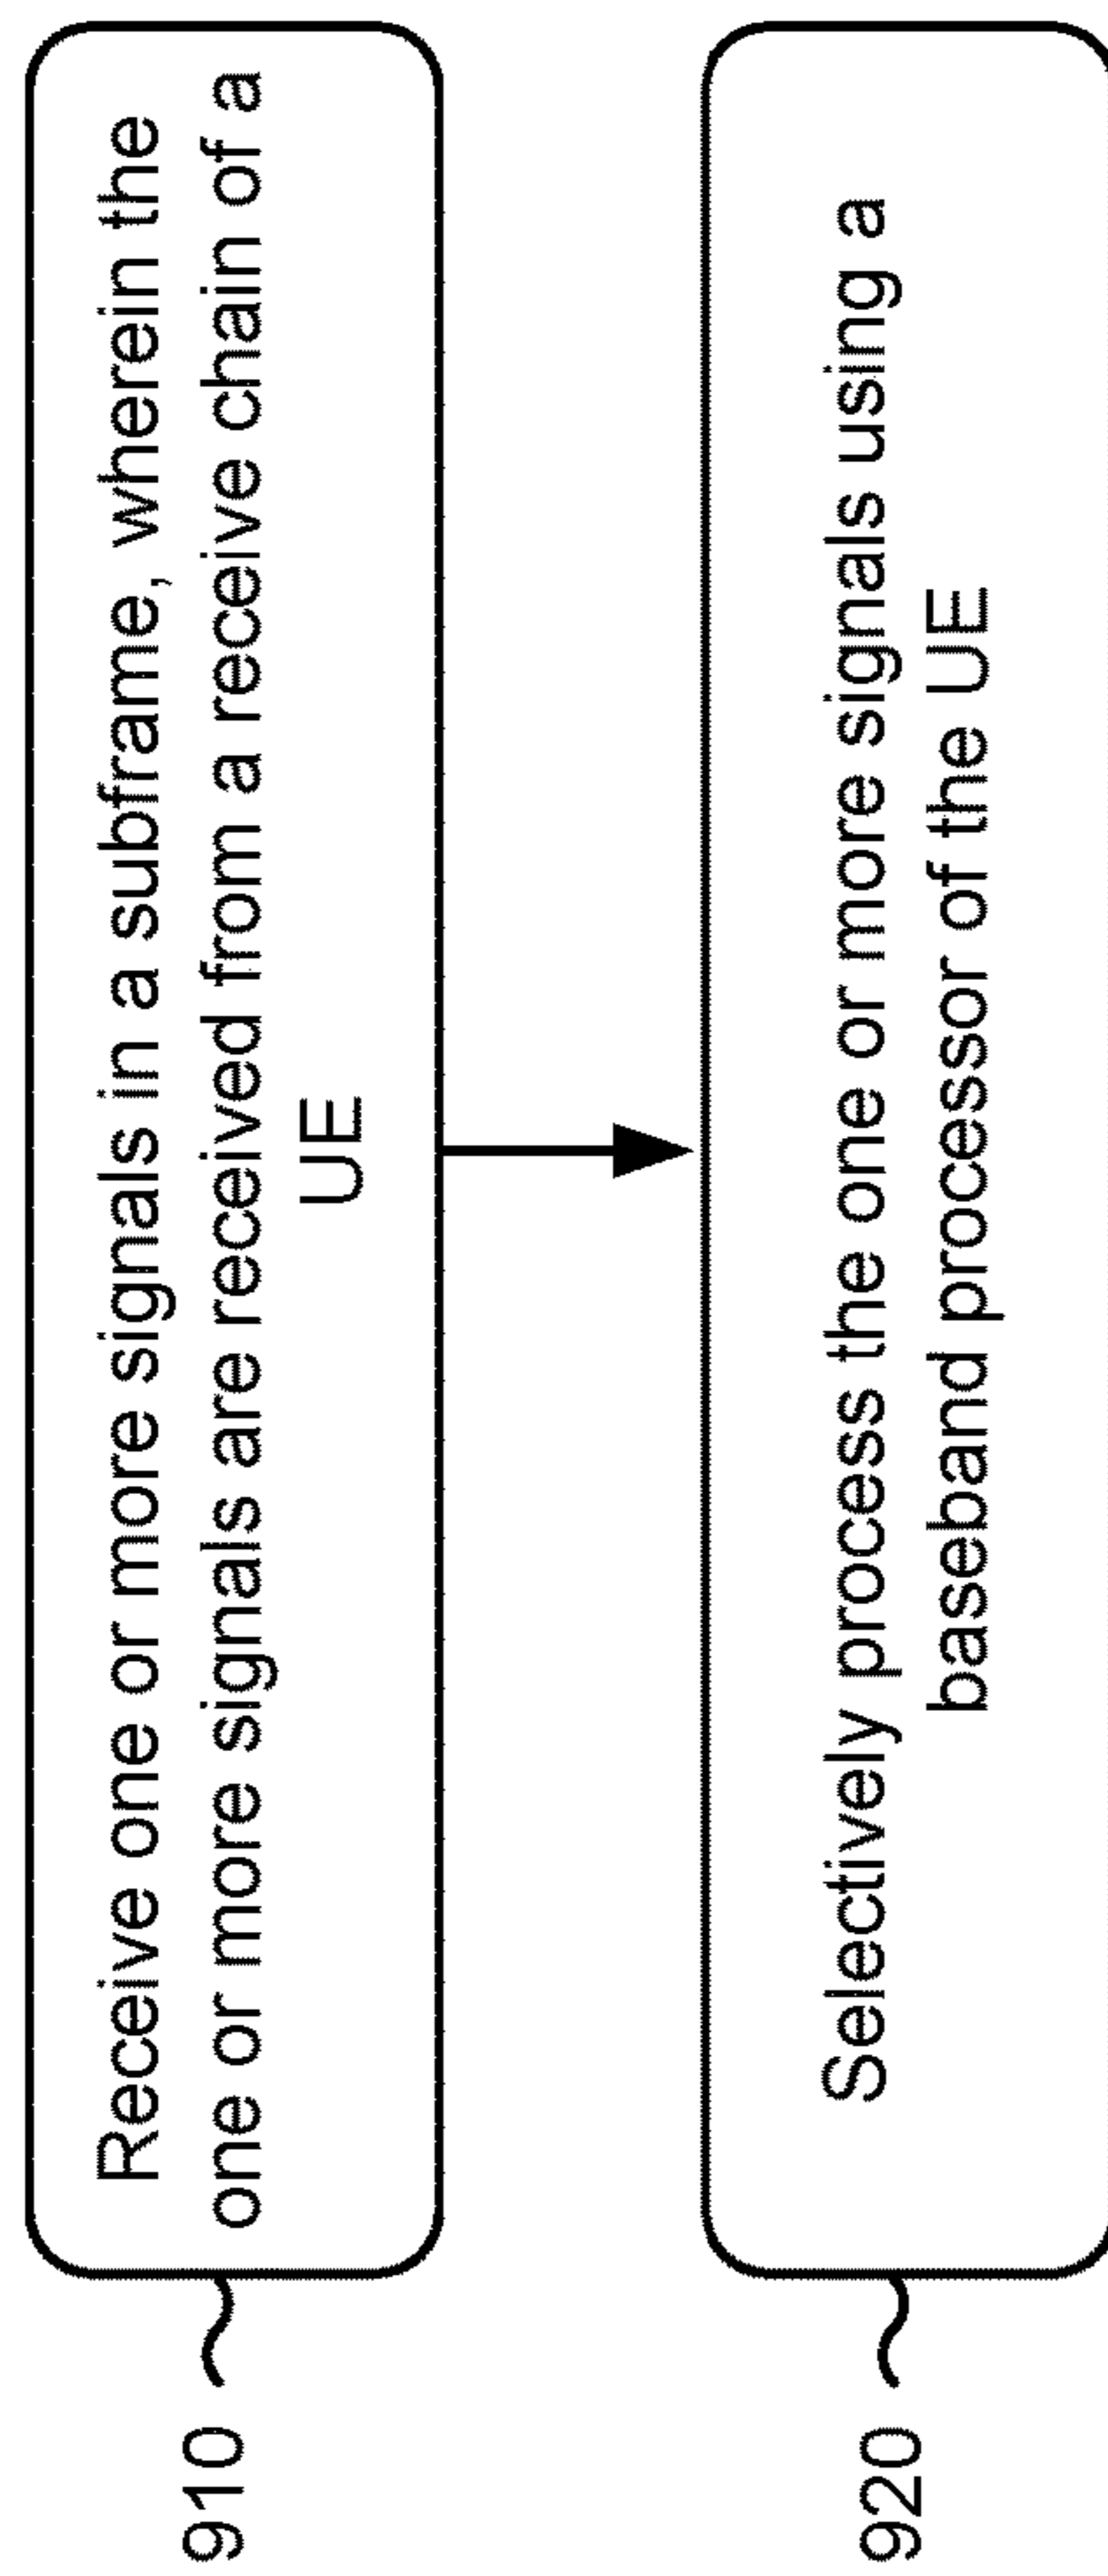 910
Receive one or more signals in a subframe, wherein the
one or more signals are received from a receive chain of a
UE
920
Selectively process the one or more signals using a
baseband processor of the UE